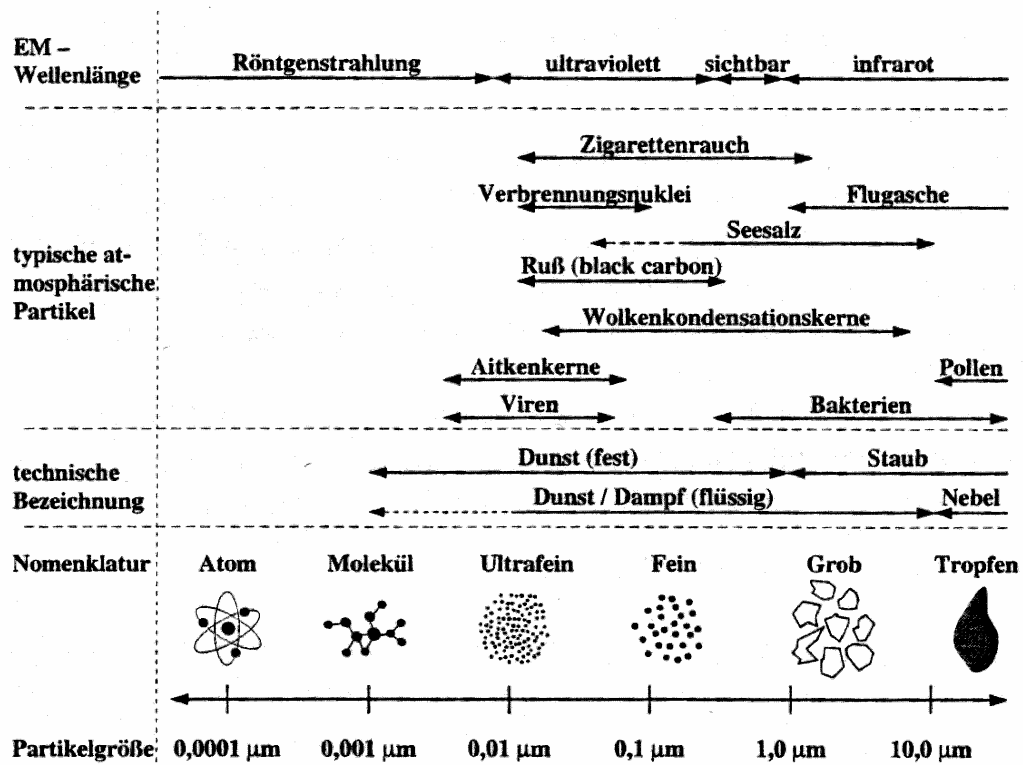 EM –
Wellenlänge
Röntgenstrahlung ultraviolett sichtbar infrarot
typische at-
mosphärische
Partikel
Zigarettenrauch
Verbrennungsnuklei Flugasche
Seesalz
Ruß (black carbon)
Wolkenkondensationskerne
Aitkenkerne Pollen
Viren Bakterien
technische
Bezeichnung
Dunst (fest) Staub
Dunst / Dampf (flüssig) Nebel
Nomenklatur Atom Molekül Ultrafein Fein Grob Tropfen
Partikelgröße 0,0001 µm 0,001 µm 0,01 µm 0,1 µm 1,0 µm 10,0 µm